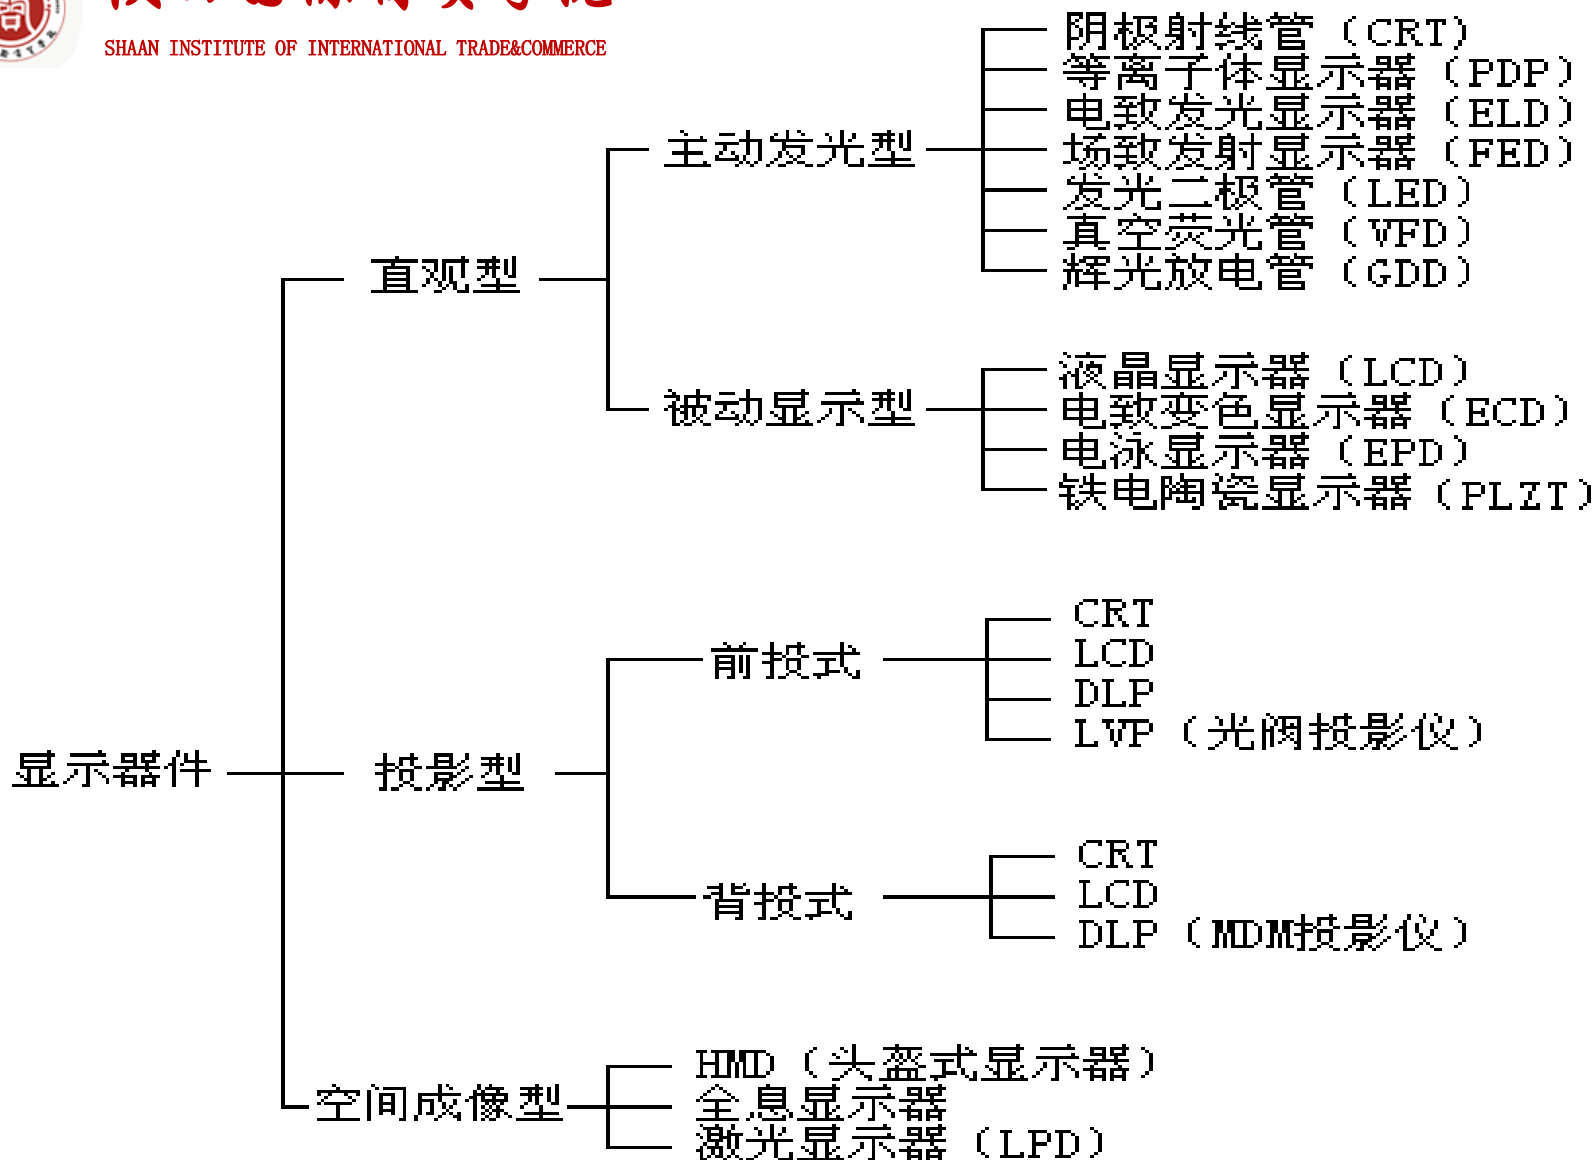 SHAAN INSTITUTE OF INTERNATIONAL TRADE&COMMERCE
阴极射线管（CRT）
等离子体显示器（PDP）
电致发光显示器（ELD）
主动发光型
场致发射显示器（FED）
发光二极管（LED）
真空荧光管（VFD）
直观型
辉光放电管（GDD）
液晶显示器（LCD）
被动显示型
电致变色显示器（ECD）
电泳显示器（EPD）
铁电陶瓷显示器（PLZT）
CRT
前投式
LCD
DLP
LVP（光阀投影仪）
显示器件
投影型
CRT
背投式
LCD
DLP（MDM投影仪）
HMD（头盔式显示器）
空间成像型
全息显示器
激光显示器（LPD）